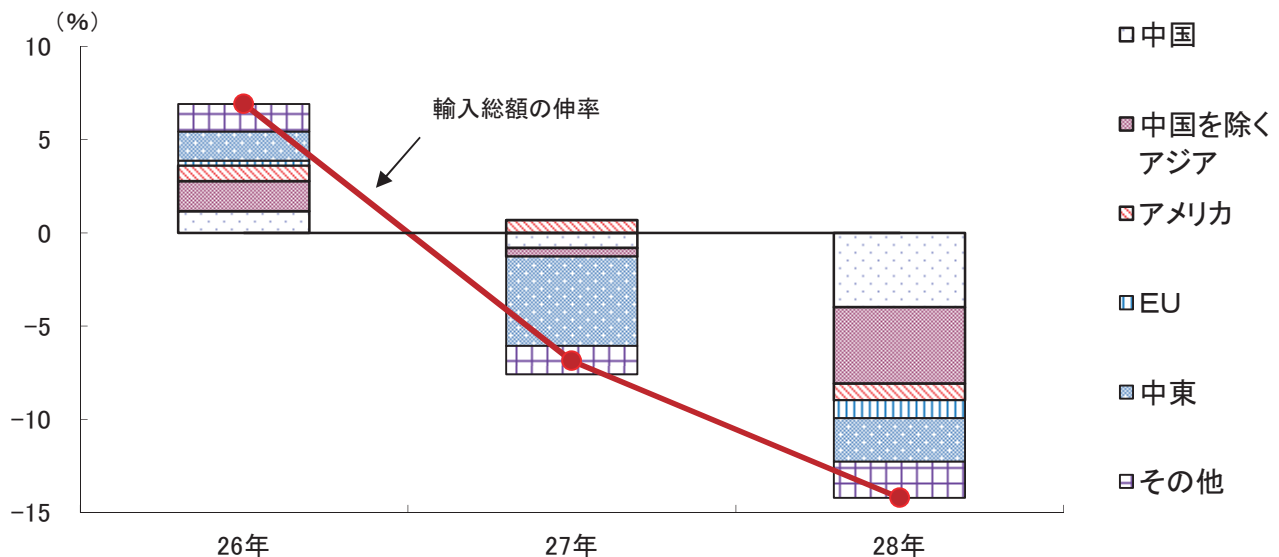 (%)
10
5
0
-5
-10
-15
輸入総額の伸率
26年
27年
28年
中国
中国を除く
アジア
アメリカ
EU
中東
その他